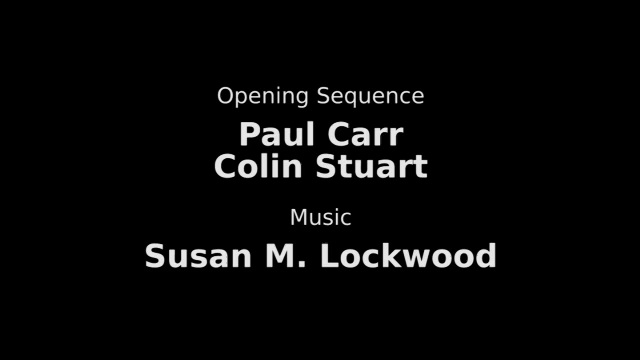 Opening Sequence
Paul Carr
Colin Stuart
Music
Susan M. Lockwood